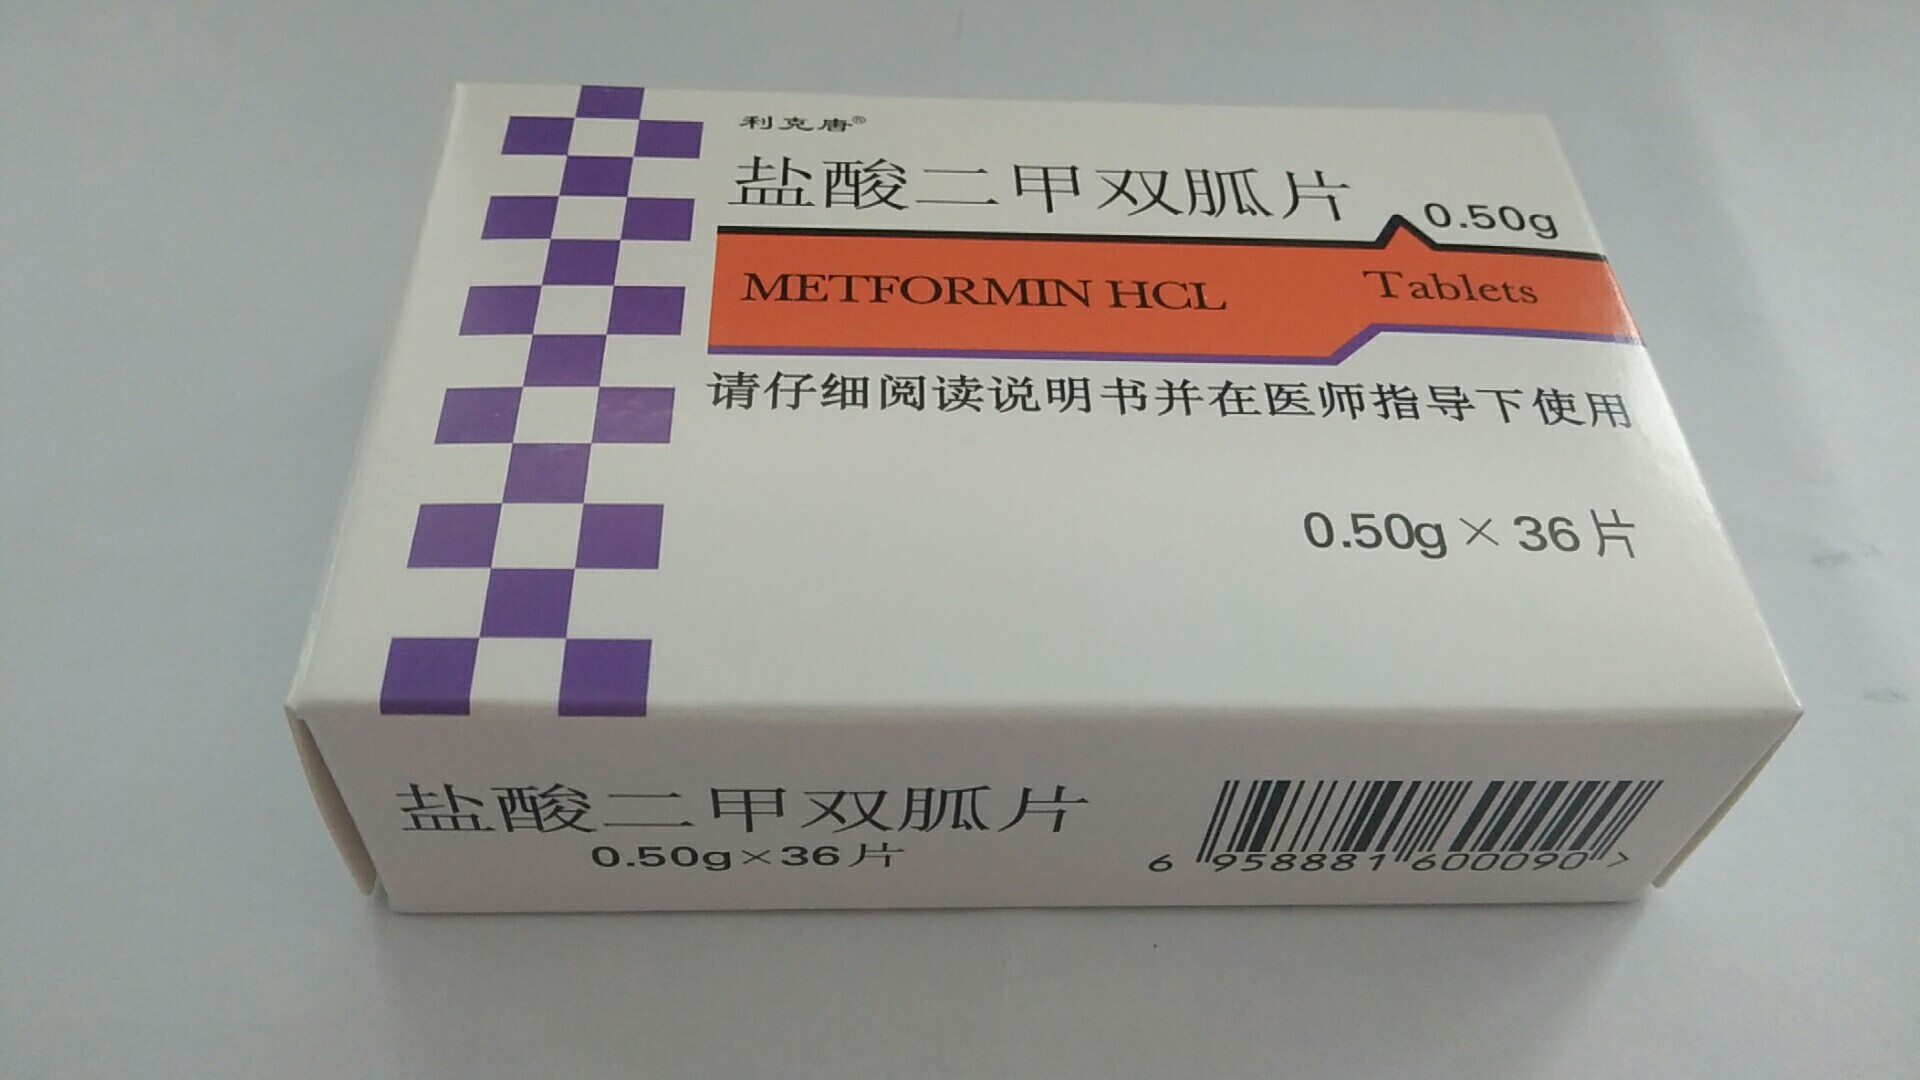 利克唐®
盐酸二甲双胍片 0.50g
METFORMIN HCL Tablets
请仔细阅读说明书并在医师指导下使用
0.50g×36片
盐酸二甲双胍片
0.50g×36片
6 958881 600090 >